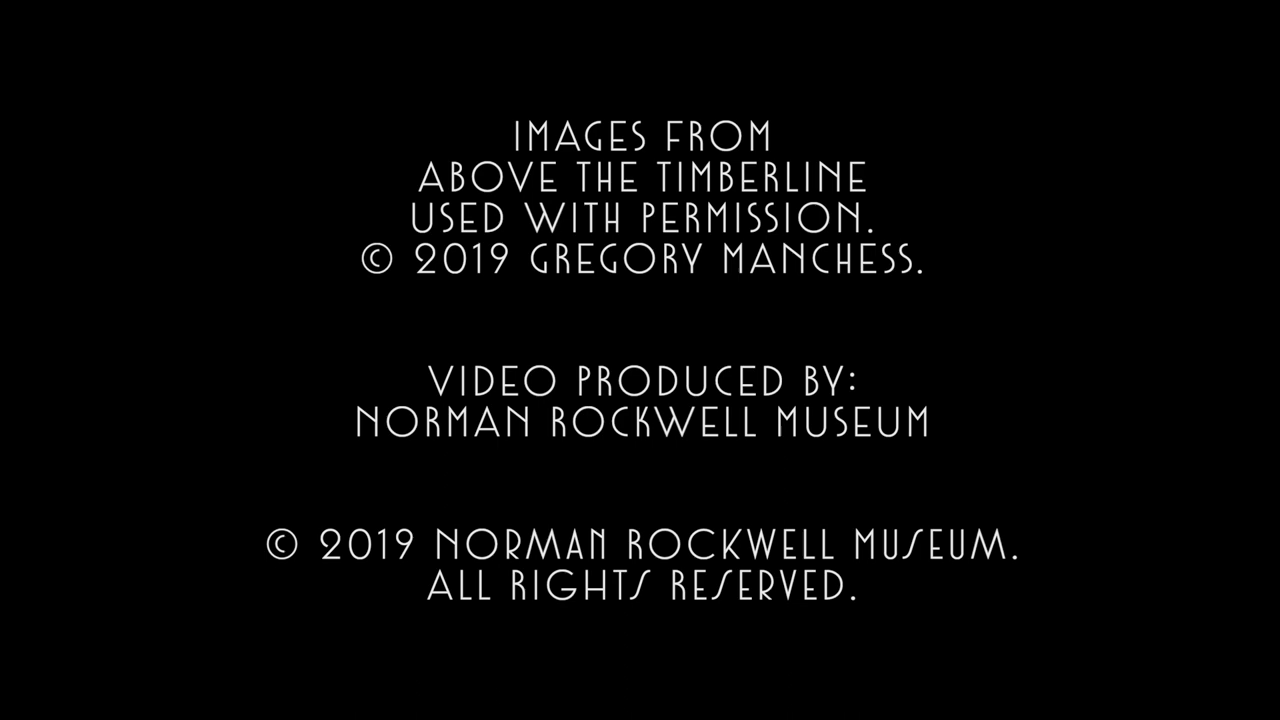 IMAGES FROM
ABOVE THE TIMBERLINE
USED WITH PERMISSION.
© 2019 GREGORY MANCHESS.
VIDEO PRODUCED BY:
NORMAN ROCKWELL MUSEUM
© 2019 NORMAN ROCKWELL MUSEUM.
ALL RIGHTS RESERVED.